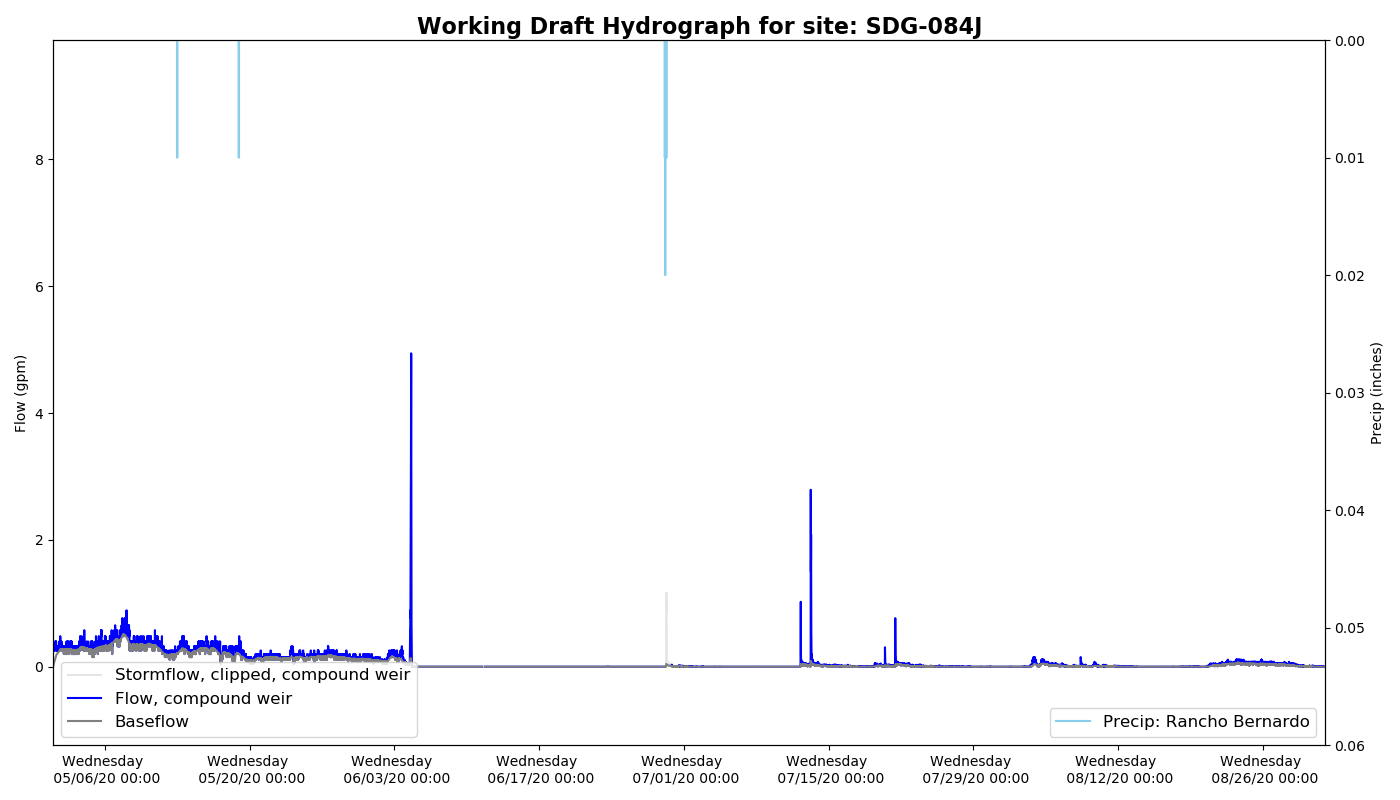 Working Draft Hydrograph for site: SDG-084J
0.00
8
0.01
6
0.02
Flow (gpm)
4
0.03
Precip (inches)
0.04
2
0.05
0
Stormflow, clipped, compound weir
Flow, compound weir
Baseflow
Precip: Rancho Bernardo
0.06
Wednesday
05/06/20 00:00
Wednesday
05/20/20 00:00
Wednesday
06/03/20 00:00
Wednesday
06/17/20 00:00
Wednesday
07/01/20 00:00
Wednesday
07/15/20 00:00
Wednesday
07/29/20 00:00
Wednesday
08/12/20 00:00
Wednesday
08/26/20 00:00